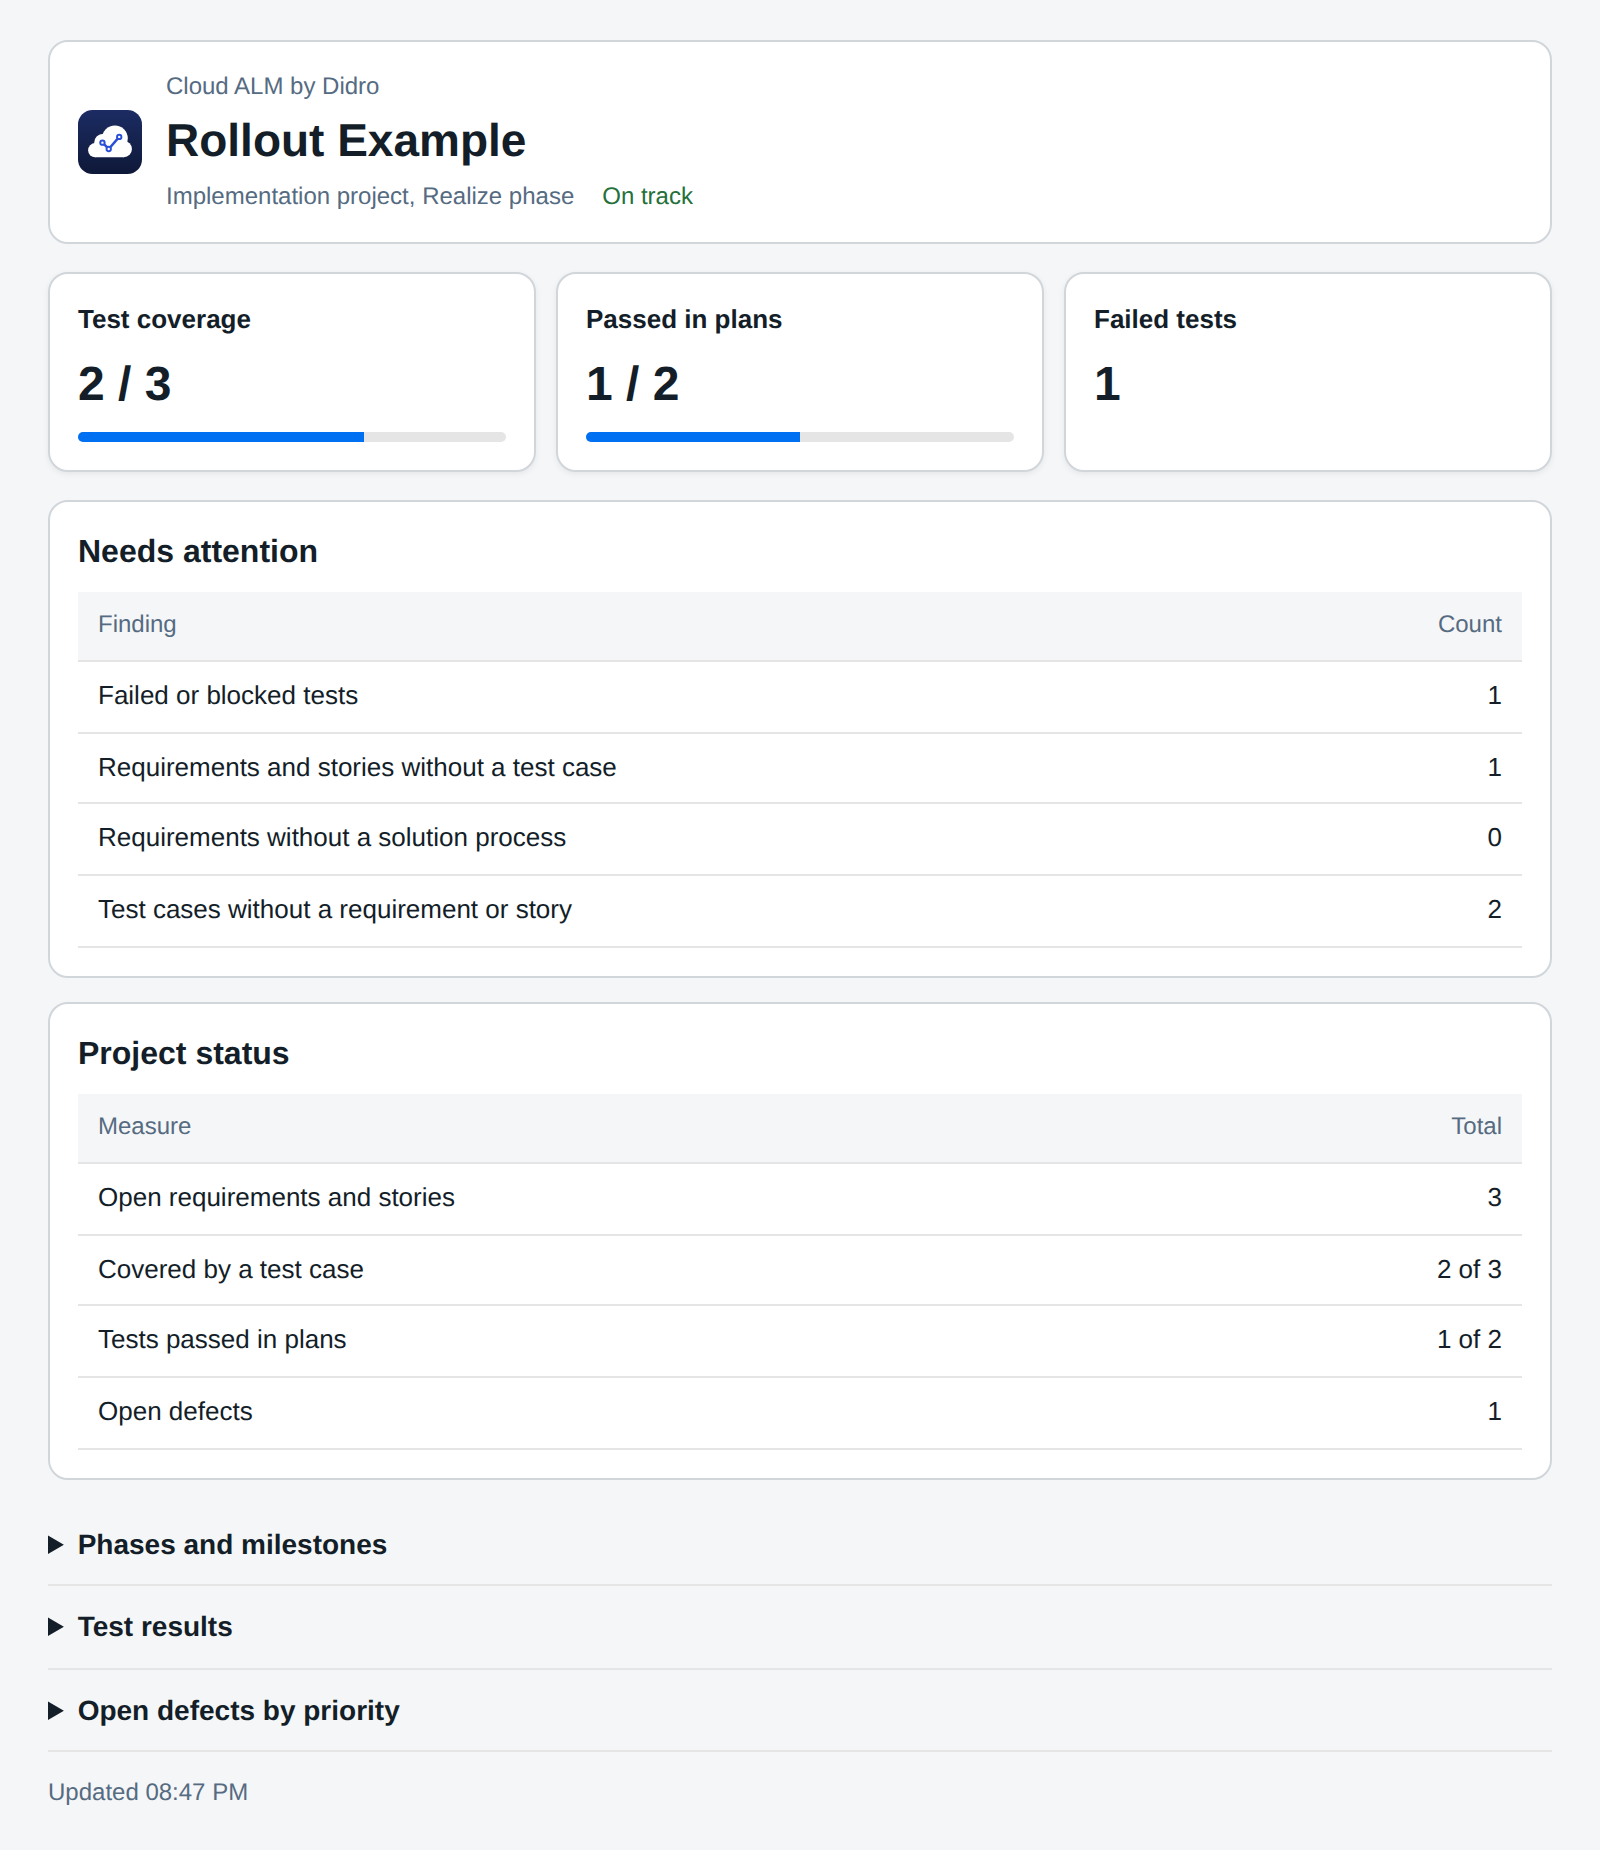 Cloud ALM by Didro
Rollout Example
Implementation project, Realize phase On track
Test coverage
2 / 3
Passed in plans
1 / 2
Failed tests
1
Needs attention
Finding Count
Failed or blocked tests 1
Requirements and stories without a test case 1
Requirements without a solution process 0
Test cases without a requirement or story 2
Project status
Measure Total
Open requirements and stories 3
Covered by a test case 2 of 3
Tests passed in plans 1 of 2
Open defects 1
Phases and milestones
Test results
Open defects by priority
Updated 08:47 PM